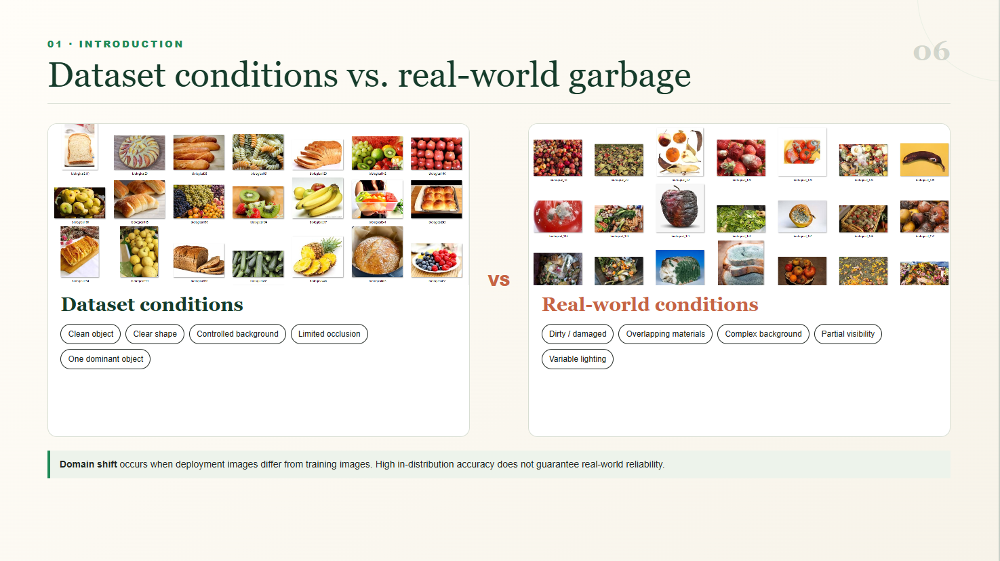 01 · INTRODUCTION
06
Dataset conditions vs. real-world garbage
VS
Dataset conditions
Clean object
Clear shape
Controlled background
Limited occlusion
One dominant object
Real-world conditions
Dirty / damaged
Overlapping materials
Complex background
Partial visibility
Variable lighting
Domain shift occurs when deployment images differ from training images. High in-distribution accuracy does not guarantee real-world reliability.